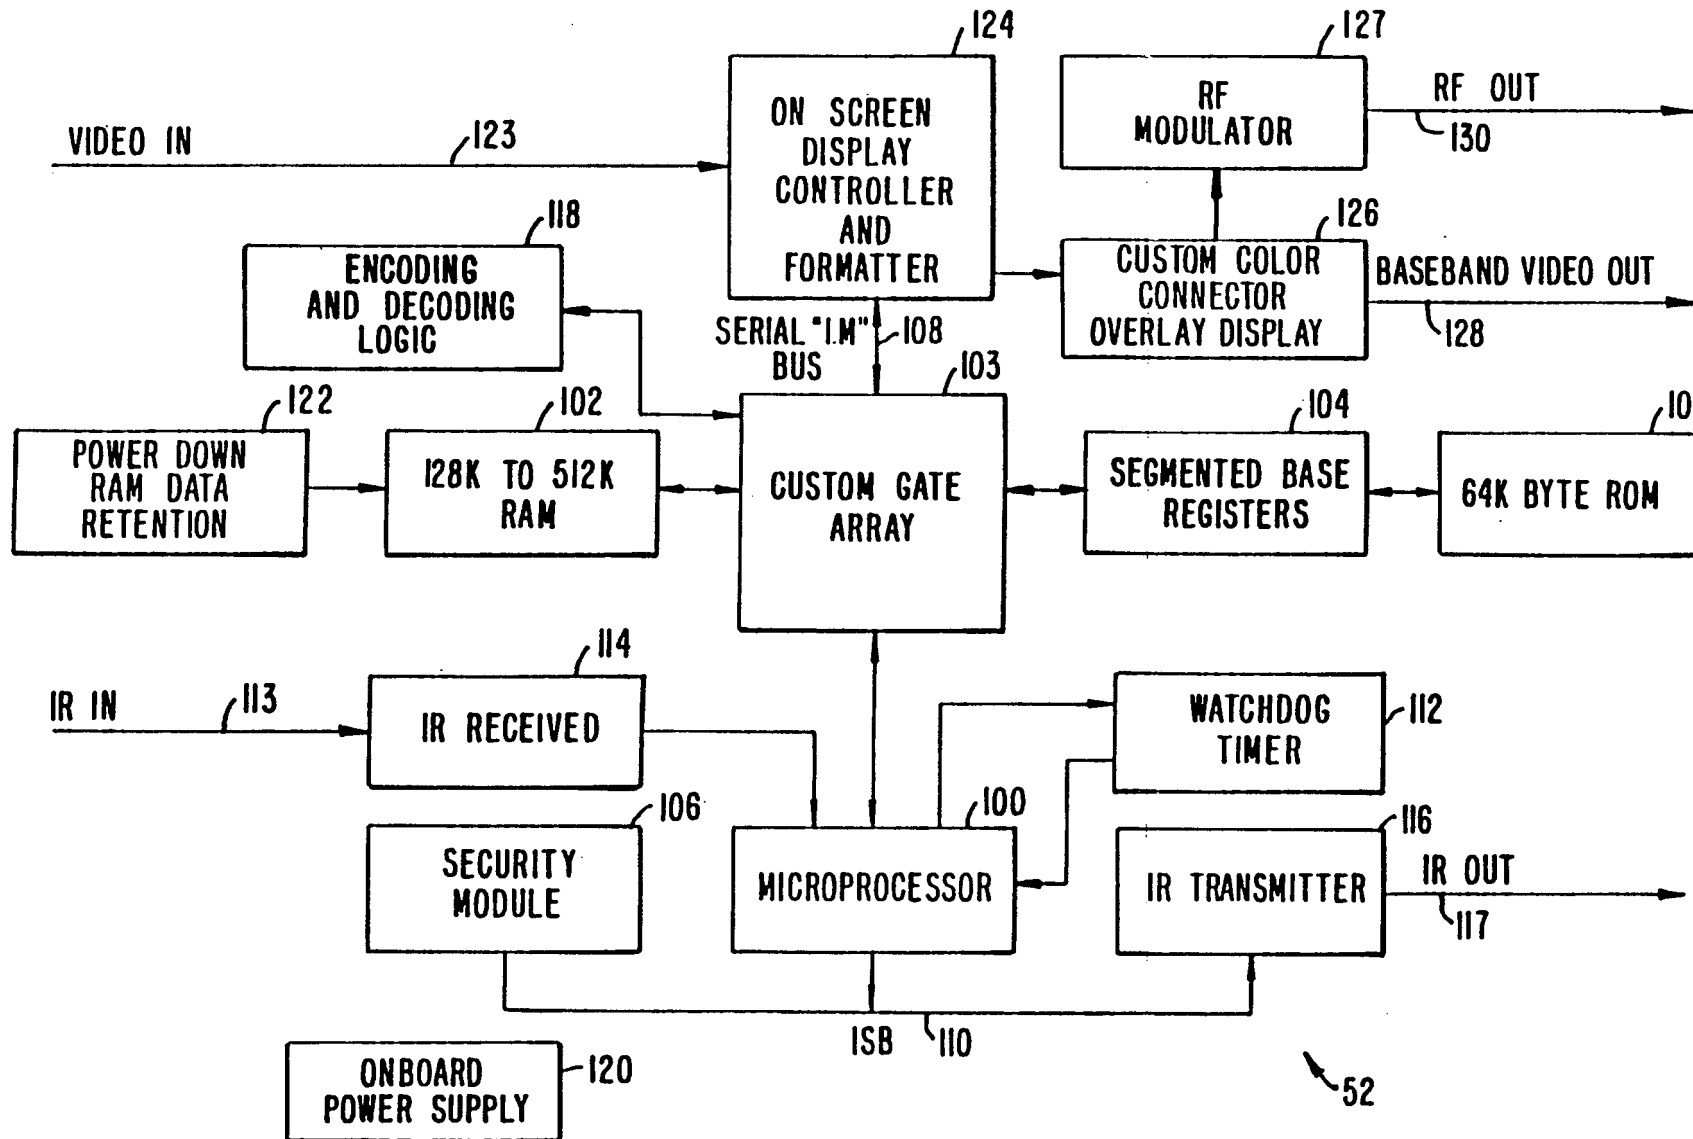 124
127
ON SCREEN
DISPLAY
CONTROLLER
AND
FORMATTER
RF
MODULATOR
RF OUT
130
VIDEO IN
123
118
ENCODING
AND DECODING
LOGIC
126
CUSTOM COLOR
CONNECTOR
OVERLAY DISPLAY
BASEBAND VIDEO OUT
128
SERIAL "I.M"
BUS
108
103
122
POWER DOWN
RAM DATA
RETENTION
102
128K TO 512K
RAM
CUSTOM GATE
ARRAY
104
SEGMENTED BASE
REGISTERS
10
64K BYTE ROM
IR IN
113
114
IR RECEIVED
WATCHDOG
TIMER
112
106
SECURITY
MODULE
100
MICROPROCESSOR
116
IR TRANSMITTER
IR OUT
117
ISB
110
ONBOARD
POWER SUPPLY
120
52